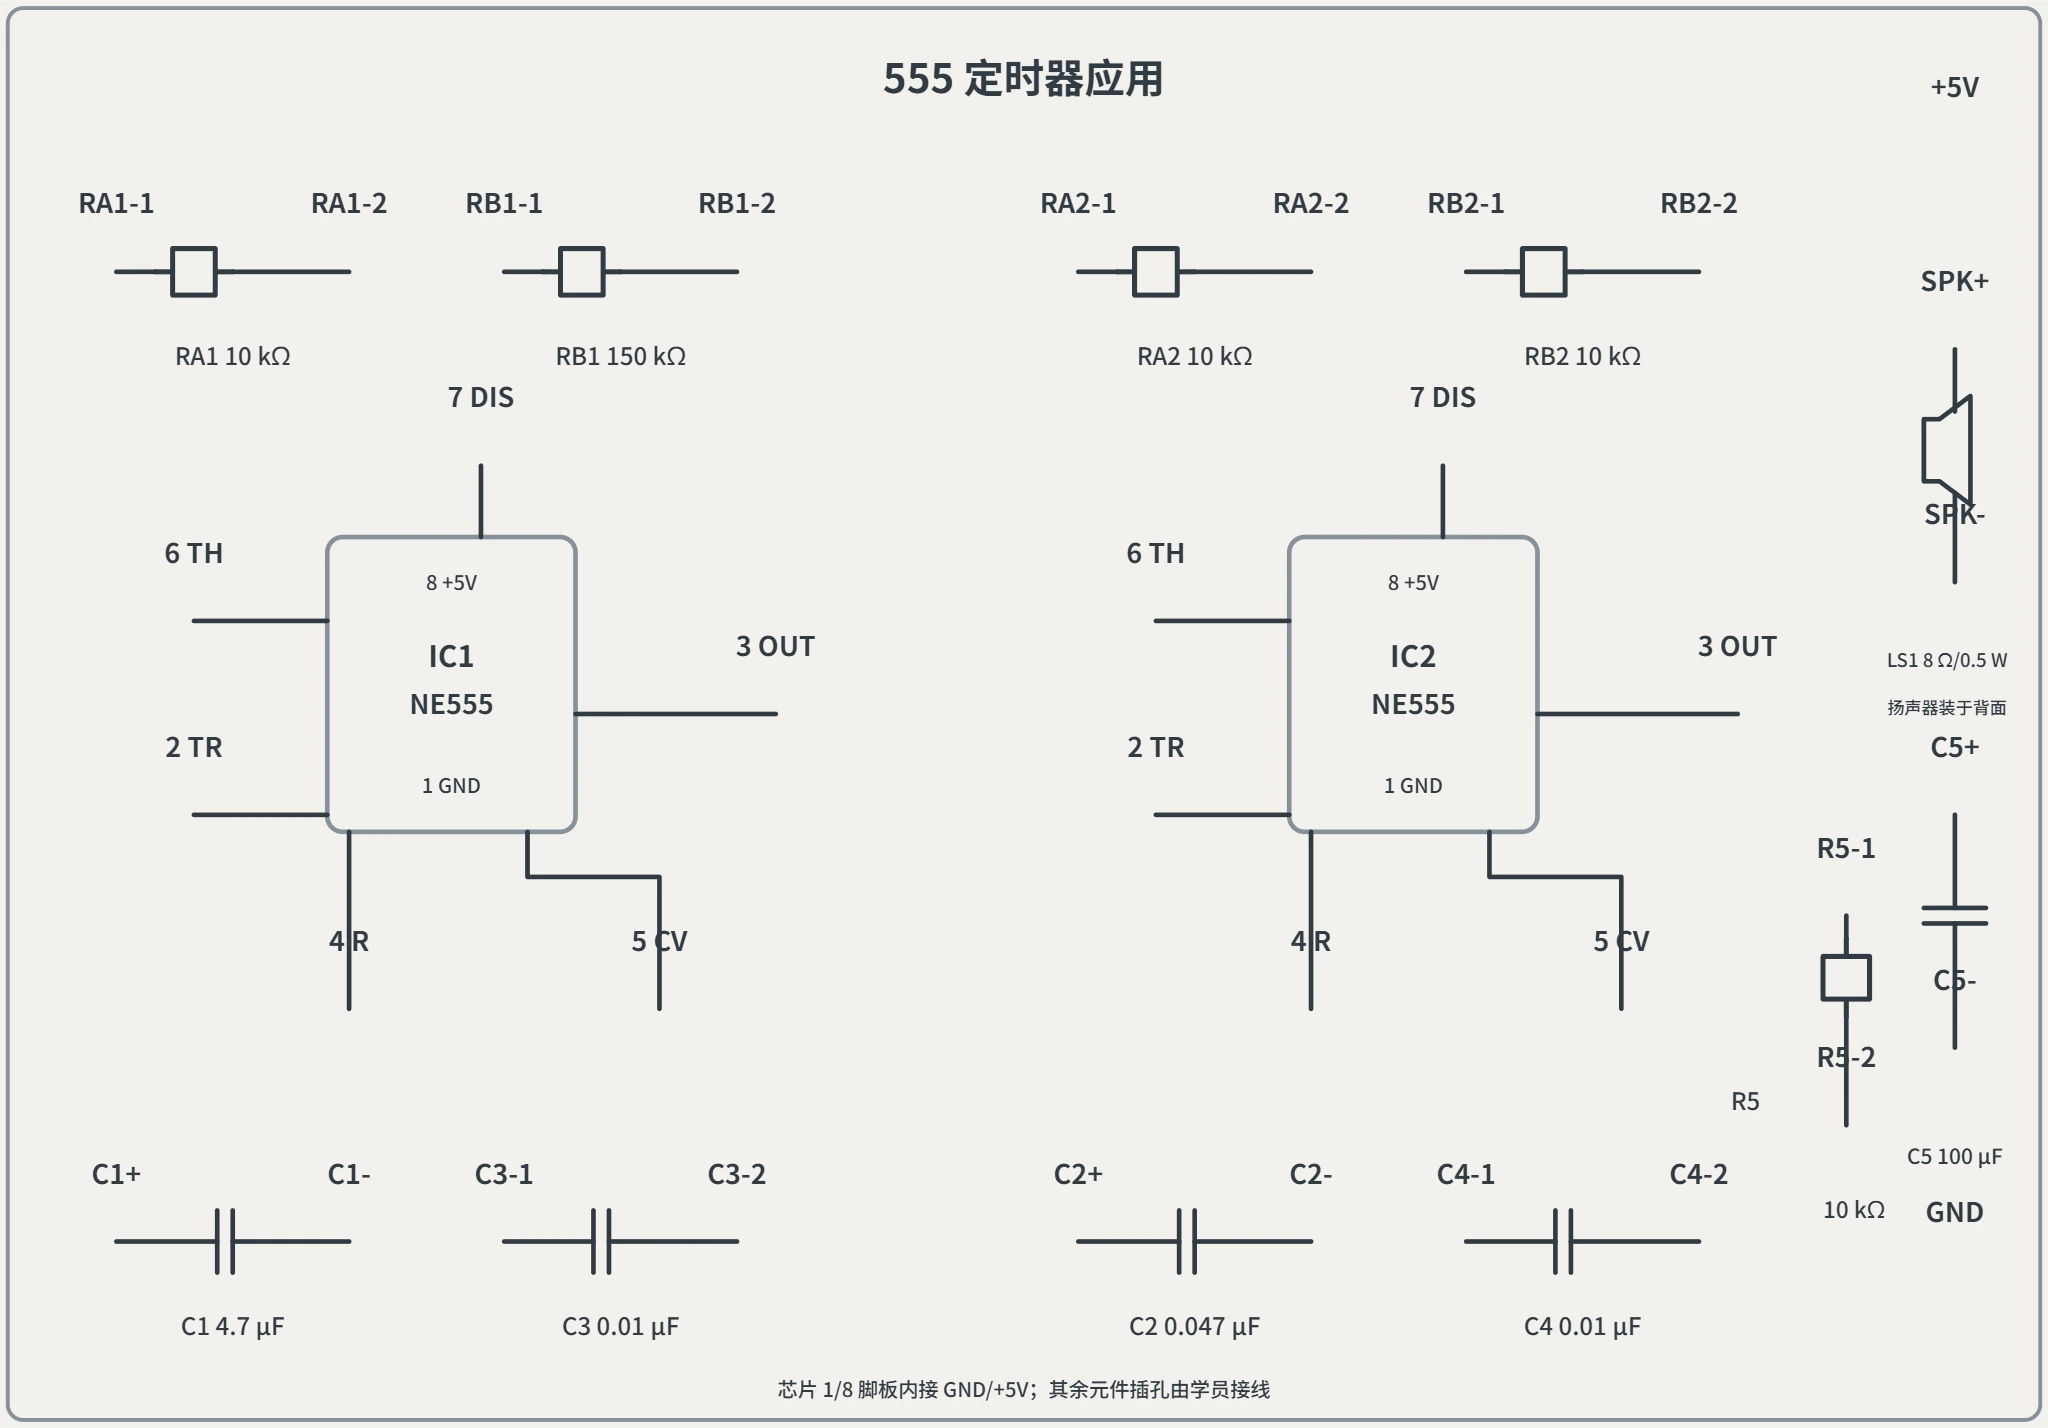 555 定时器应用
+5V
RA1-1
RA1-2
RB1-1
RB1-2
RA2-1
RA2-2
RB2-1
RB2-2
SPK+
RA1 10 kΩ
RB1 150 kΩ
RA2 10 kΩ
RB2 10 kΩ
7 DIS
7 DIS
SPK-
6 TH
8 +5V
6 TH
8 +5V
IC1
3 OUT
IC2
3 OUT
LS1 8 Ω/0.5 W
NE555
NE555
扬声器装于背面
2 TR
2 TR
C5+
1 GND
1 GND
R5-1
4 R
5 CV
4 R
5 CV
C5-
R5-2
R5
C5 100 µF
C1+
C1-
C3-1
C3-2
C2+
C2-
C4-1
C4-2
10 kΩ
GND
C1 4.7 µF
C3 0.01 µF
C2 0.047 µF
C4 0.01 µF
芯片 1/8 脚板内接 GND/+5V；其余元件插孔由学员接线